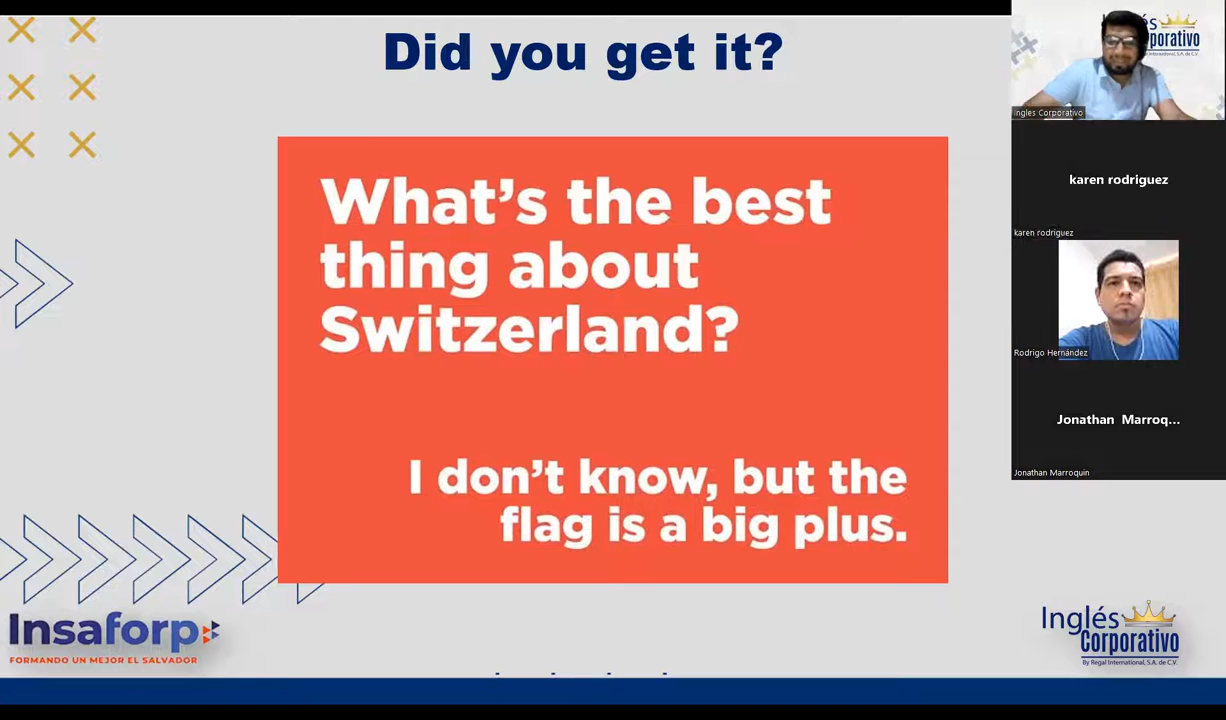 Did you get it?
What's the best
thing about
Switzerland?
I don't know, but the
flag is a big plus.
Insaforp
FORMANDO UN MEJOR EL SALVADOR
Inglés
Corporativo
By Regal International, S.A. de C.V.
Ingles Corporativo
karen rodriguez
karen rodriguez
Rodrigo Hernández
Jonathan Marroq...
Jonathan Marroquin